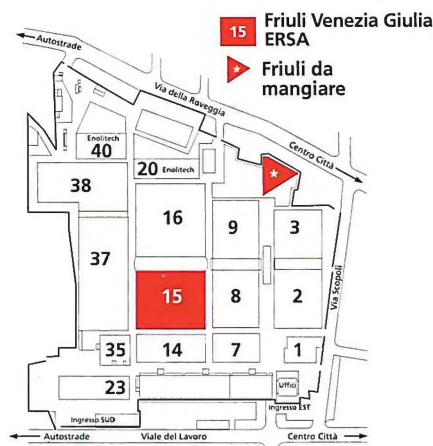 15 Friuli Venezia Giulia
ERSA
Friuli da
mangiare
Autostrade
Via della Roveggia
Centro Città
Enolitech
40
20 Enolitech
38
16
9
3
37
15
8
2
Via Scopoli
35
14
7
1
23
Uffici
Ingresso SUD
Ingresso EST
Autostrade
Viale del Lavoro
Centro Città